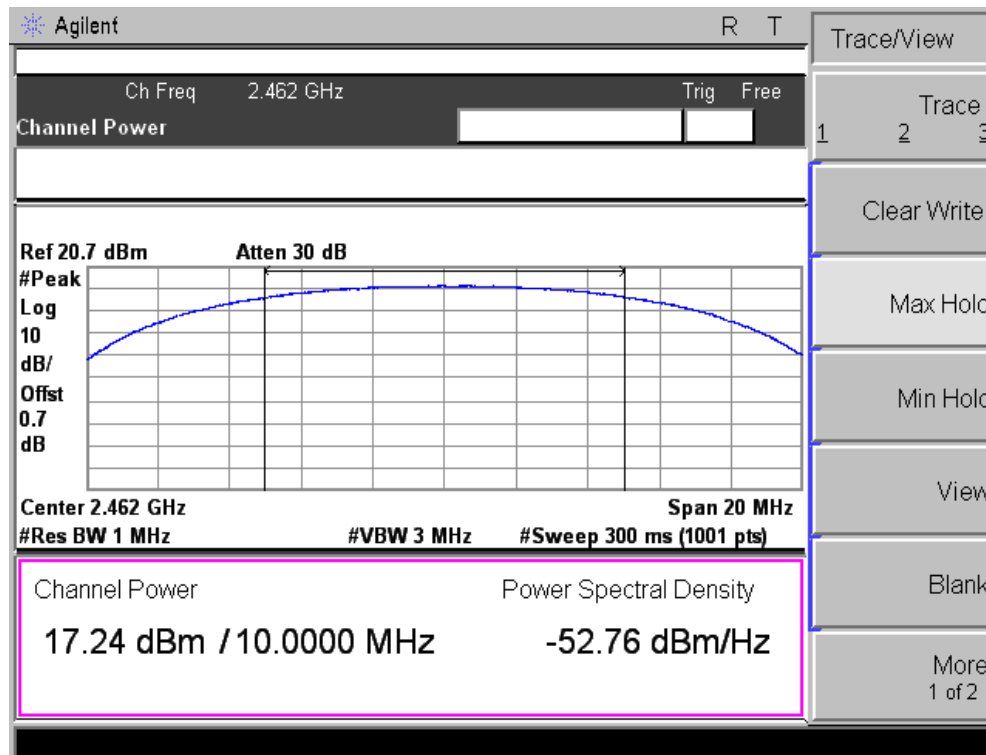 Agilent R T
Ch Freq 2.462 GHz Trig Free
Channel Power
Ref 20.7 dBm Atten 30 dB
#Peak
Log
10
dB/
Offst
0.7
dB
Center 2.462 GHz Span 20 MHz
#Res BW 1 MHz #VBW 3 MHz #Sweep 300 ms (1001 pts)
Channel Power Power Spectral Density
17.24 dBm / 10.0000 MHz -52.76 dBm/Hz
Trace/View
Trace
1 2 3
Clear Write
Max Hold
Min Hold
View
Blank
More
1 of 2